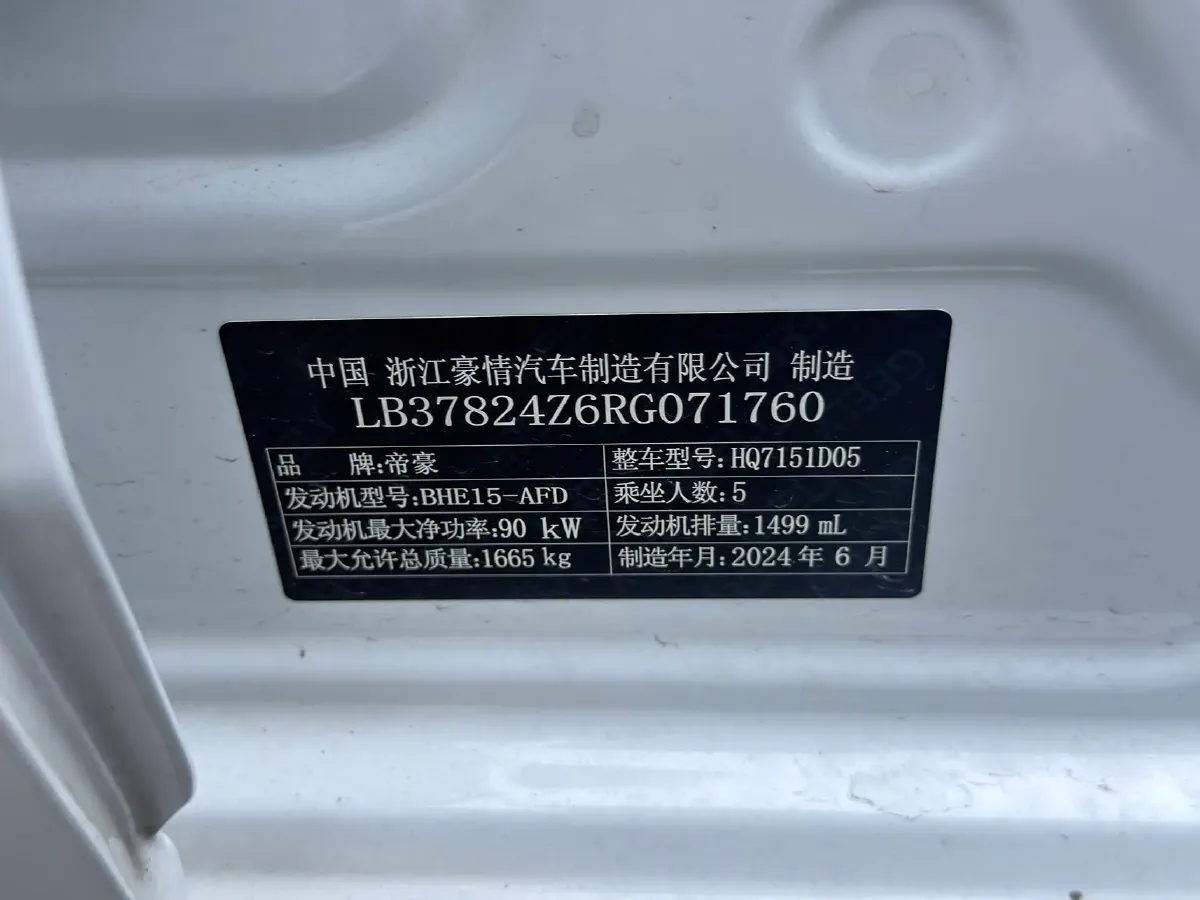 中国 浙江豪情汽车制造有限公司 制造
LB37824Z6RG071760
品 牌:帝豪 整车型号:HQ7151D05
发动机型号:BHE15-AFD 乘坐人数:5
发动机最大净功率:90 kW 发动机排量:1499 mL
最大允许总质量:1665 kg 制造年月:2024 年 6 月